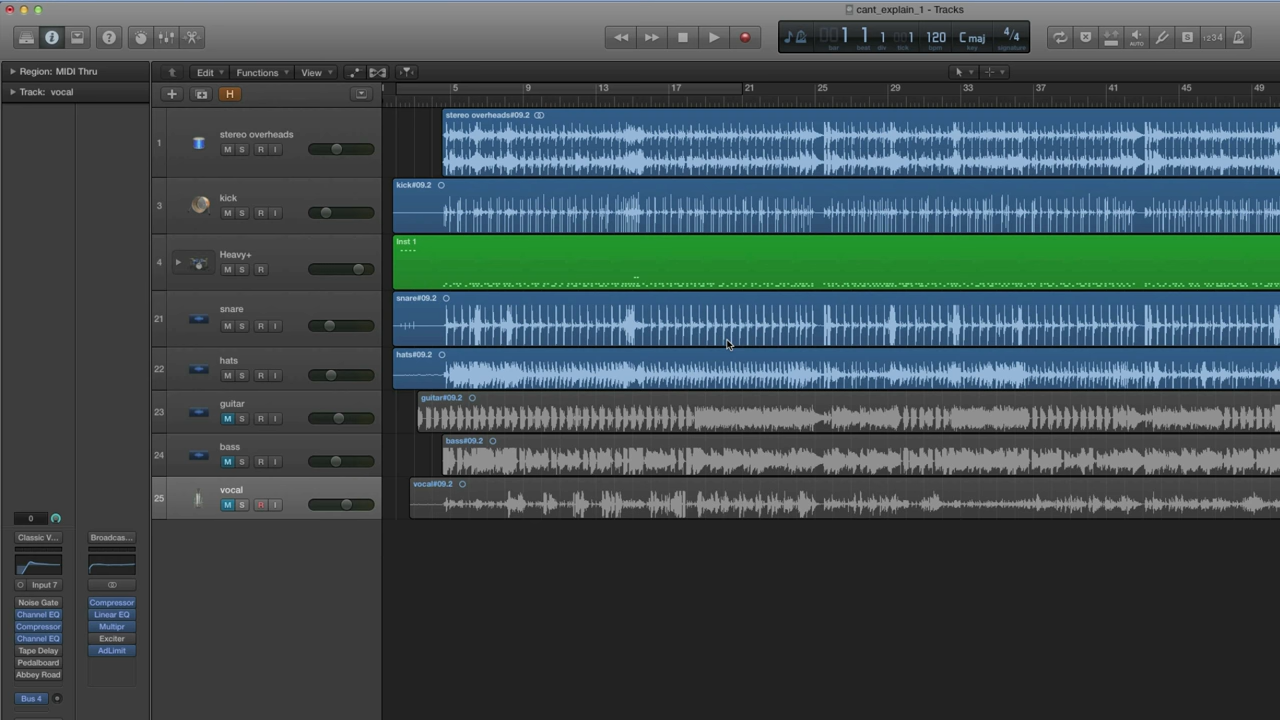 cant_explain_1 - Tracks
1 1 1 1 120 C maj 4/4
bar beat div tick bpm key signature
AUTO S 1234
Region: MIDI Thru
Edit Functions View
Track: vocal
5 9 13 17 21 25 29 33 37 41 45 49
H
1 stereo overheads M S R I
stereo overheads#09.2
3 kick M S R I
kick#09.2
4 Heavy+ M S R
Inst 1
21 snare M S R I
snare#09.2
22 hats M S R I
hats#09.2
23 guitar M S R I
guitar#09.2
24 bass M S R I
bass#09.2
25 vocal M S R I
vocal#09.2
0
Classic V... Broadcas...
Input 7
Noise Gate Compressor
Channel EQ Linear EQ
Compressor Multipr
Channel EQ Exciter
Tape Delay AdLimit
Pedalboard
Abbey Road
Bus 4